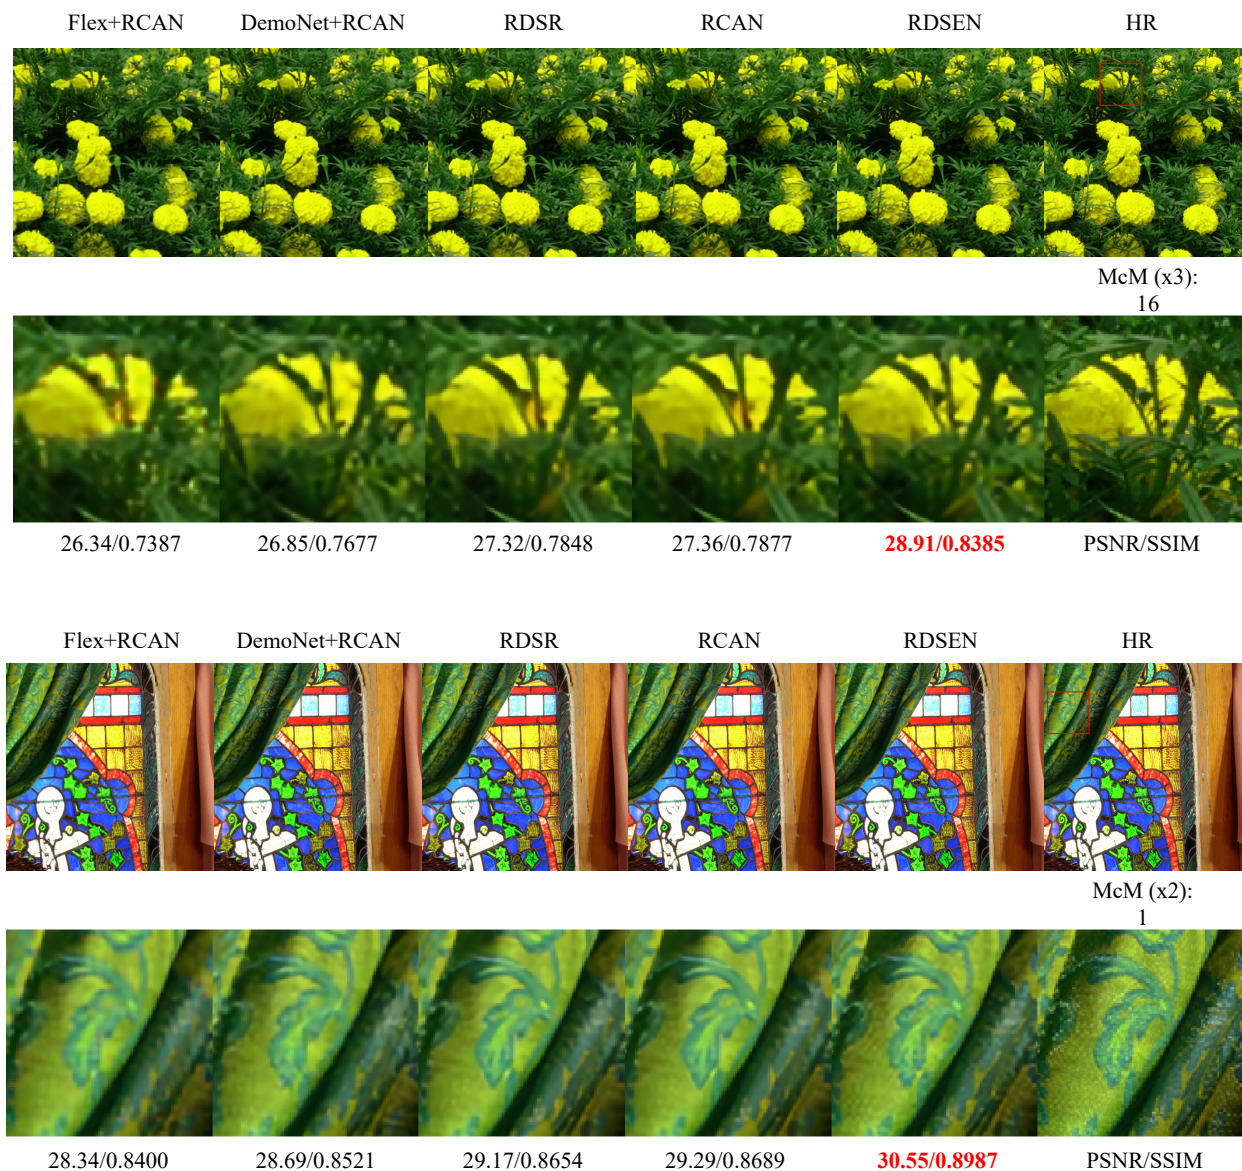 Flex+RCAN DemoNet+RCAN RDSR RCAN RDSEN HR
McM (x3):
16
26.34/0.7387 26.85/0.7677 27.32/0.7848 27.36/0.7877 28.91/0.8385 PSNR/SSIM
Flex+RCAN DemoNet+RCAN RDSR RCAN RDSEN HR
McM (x2):
1
28.34/0.8400 28.69/0.8521 29.17/0.8654 29.29/0.8689 30.55/0.8987 PSNR/SSIM